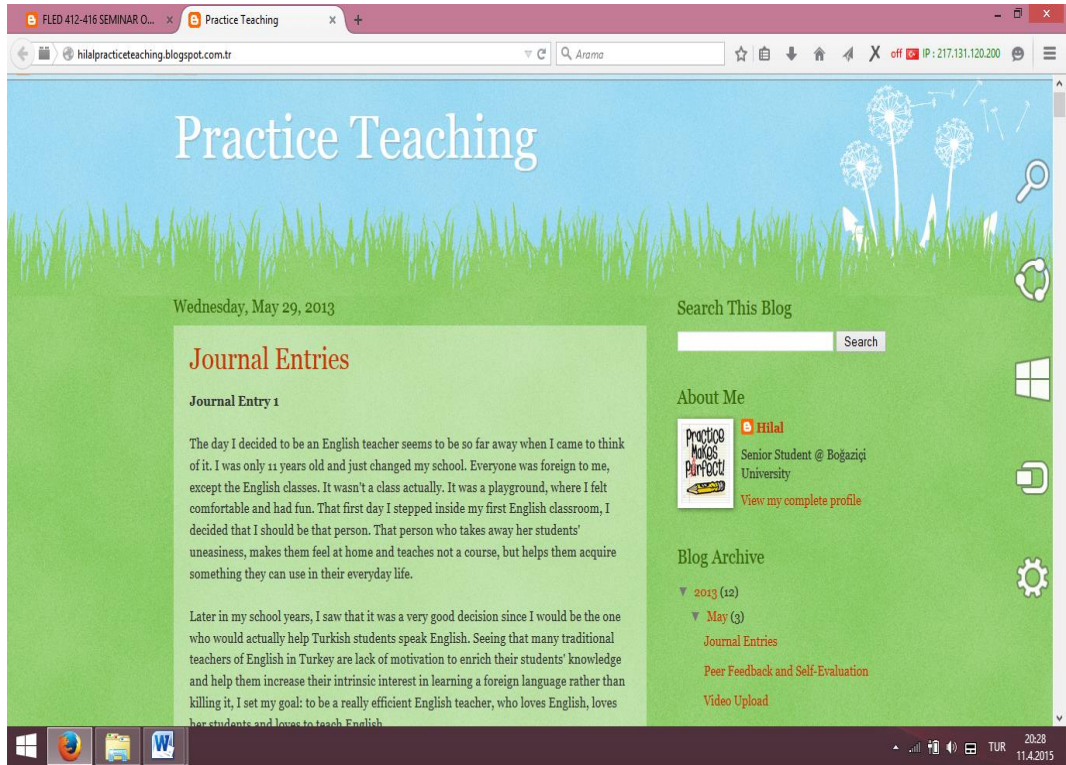 FLED 412-416 SEMINAR O...
Practice Teaching
hilalpracticeteaching.blogspot.com.tr
Arama
off
IP : 217.131.120.200
Practice Teaching
Wednesday, May 29, 2013
Journal Entries
Journal Entry 1
The day I decided to be an English teacher seems to be so far away when I came to think
of it. I was only 11 years old and just changed my school. Everyone was foreign to me,
except the English classes. It wasn't a class actually. It was a playground, where I felt
comfortable and had fun. That first day I stepped inside my first English classroom, I
decided that I should be that person. That person who takes away her students'
uneasiness, makes them feel at home and teaches not a course, but helps them acquire
something they can use in their everyday life.
Later in my school years, I saw that it was a very good decision since I would be the one
who would actually help Turkish students speak English. Seeing that many traditional
teachers of English in Turkey are lack of motivation to enrich their students' knowledge
and help them increase their intrinsic interest in learning a foreign language rather than
killing it, I set my goal: to be a really efficient English teacher, who loves English, loves
her students and loves to teach English
Search This Blog
Search
About Me
Practice
Makes
Perfect!
Hilal
Senior Student @ Boğaziçi
University
View my complete profile
Blog Archive
▼ 2013 (12)
▼ May (3)
Journal Entries
Peer Feedback and Self-Evaluation
Video Upload
TUR
20:28
11.4.2015